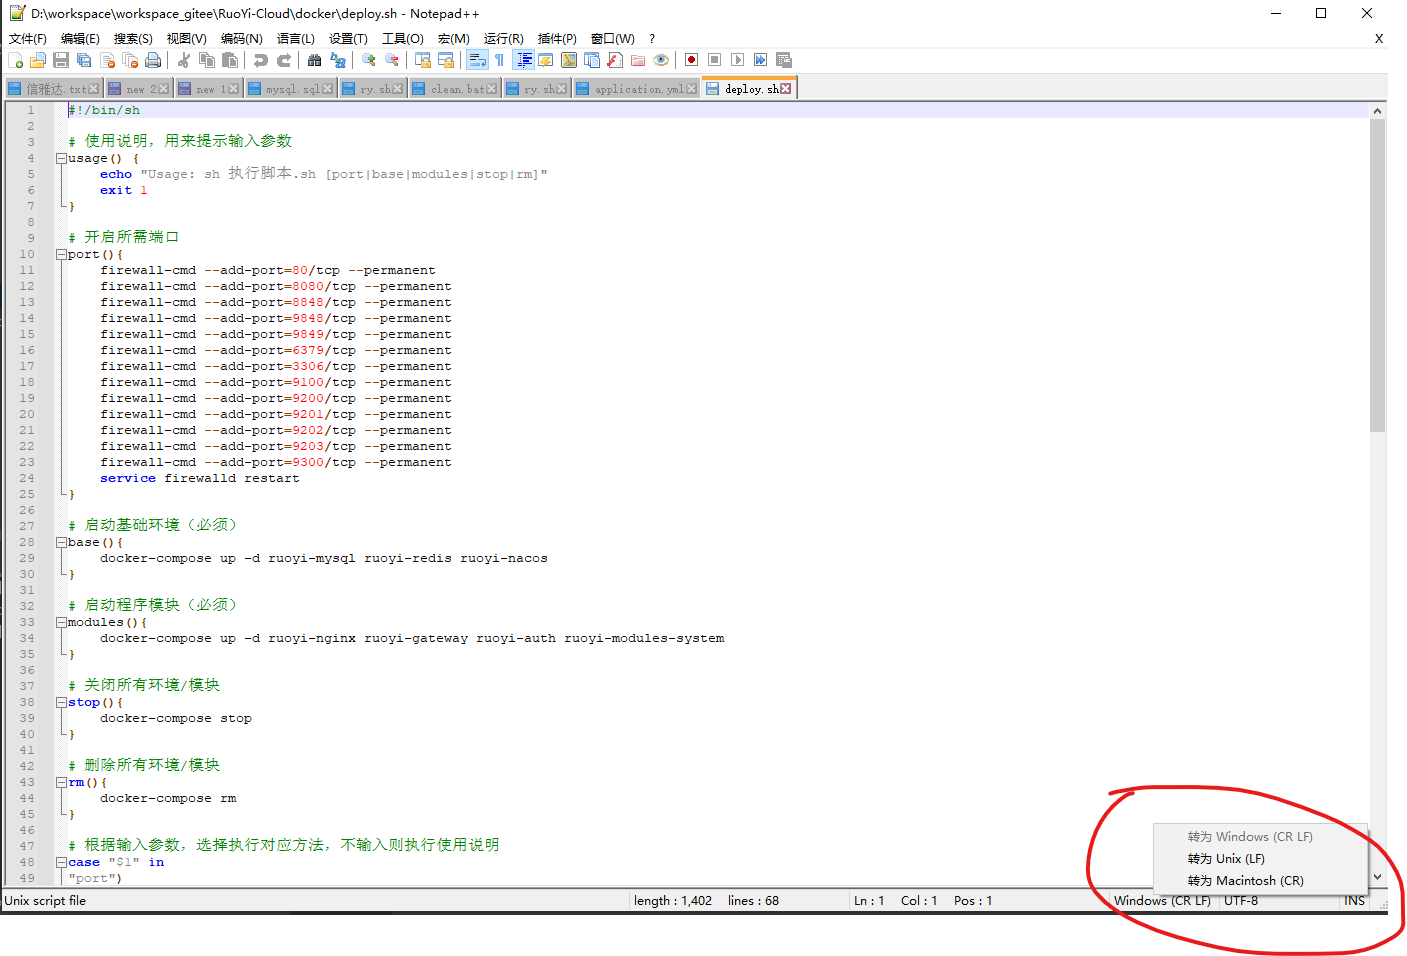 D:\workspace\workspace_gitee\RuoYi-Cloud\docker\deploy.sh - Notepad++
文件(F) 编辑(E) 搜索(S) 视图(V) 编码(N) 语言(L) 设置(T) 工具(O) 宏(M) 运行(R) 插件(P) 窗口(W) ? X
信雅达.txt new 2 new 1 mysql.sql ry.sh clean.bat ry.sh application.yml deploy.sh
1 #!/bin/sh
2
3 # 使用说明，用来提示输入参数
4 usage() {
5 echo "Usage: sh 执行脚本.sh [port|base|modules|stop|rm]"
6 exit 1
7 }
8
9 # 开启所需端口
10 port(){
11 firewall-cmd --add-port=80/tcp --permanent
12 firewall-cmd --add-port=8080/tcp --permanent
13 firewall-cmd --add-port=8848/tcp --permanent
14 firewall-cmd --add-port=9848/tcp --permanent
15 firewall-cmd --add-port=9849/tcp --permanent
16 firewall-cmd --add-port=6379/tcp --permanent
17 firewall-cmd --add-port=3306/tcp --permanent
18 firewall-cmd --add-port=9100/tcp --permanent
19 firewall-cmd --add-port=9200/tcp --permanent
20 firewall-cmd --add-port=9201/tcp --permanent
21 firewall-cmd --add-port=9202/tcp --permanent
22 firewall-cmd --add-port=9203/tcp --permanent
23 firewall-cmd --add-port=9300/tcp --permanent
24 service firewalld restart
25 }
26
27 # 启动基础环境（必须）
28 base(){
29 docker-compose up -d ruoyi-mysql ruoyi-redis ruoyi-nacos
30 }
31
32 # 启动程序模块（必须）
33 modules(){
34 docker-compose up -d ruoyi-nginx ruoyi-gateway ruoyi-auth ruoyi-modules-system
35 }
36
37 # 关闭所有环境/模块
38 stop(){
39 docker-compose stop
40 }
41
42 # 删除所有环境/模块
43 rm(){
44 docker-compose rm
45 }
46
47 # 根据输入参数，选择执行对应方法，不输入则执行使用说明
48 case "$1" in
49 "port")
转为 Windows (CR LF)
转为 Unix (LF)
转为 Macintosh (CR)
Unix script file length : 1,402 lines : 68 Ln : 1 Col : 1 Pos : 1 Windows (CR LF) UTF-8 INS